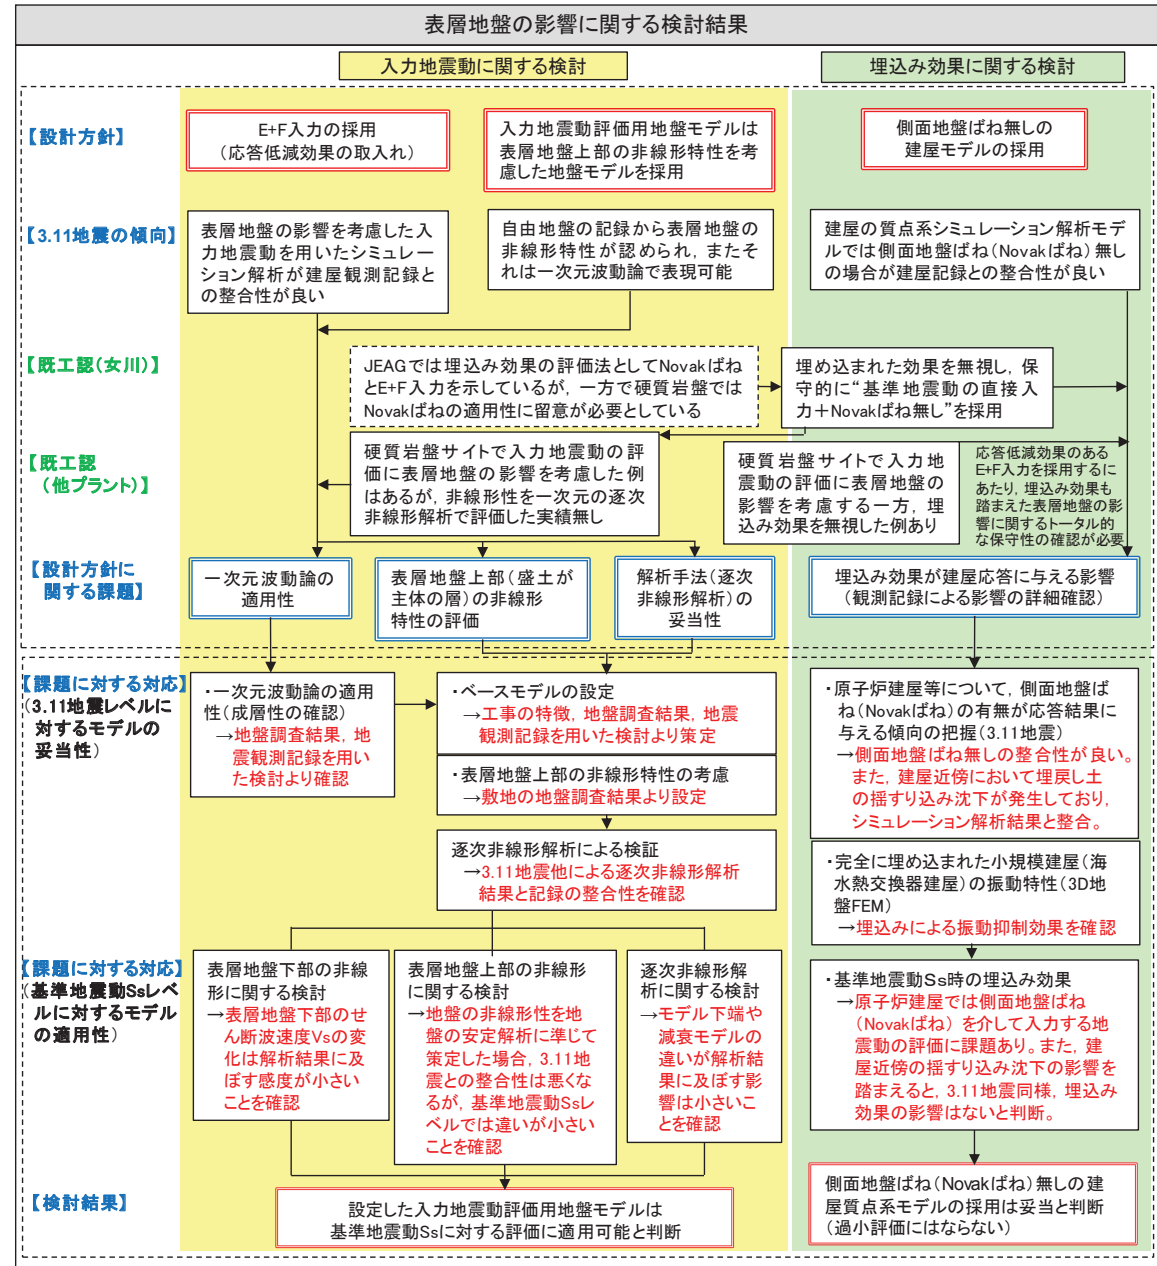 表層地盤の影響に関する検討結果
入力地震動に関する検討
埋込み効果に関する検討
【設計方針】
E+F入力の採用
（応答低減効果の取入れ）
入力地震動評価用地盤モデルは
表層地盤上部の非線形特性を考
慮した地盤モデルを採用
側面地盤ばね無しの
建屋モデルの採用
【3.11地震の傾向】
表層地盤の影響を考慮した入
力地震動を用いたシミュレー
ション解析が建屋観測記録と
の整合性が良い
自由地盤の記録から表層地盤の
非線形特性が認められ，またそ
れは一次元波動論で表現可能
建屋の質点系シミュレーション解析モ
デルでは側面地盤ばね（Novakばね）無し
の場合が建屋記録との整合性が良い
【既工認（女川）】
JEAGでは埋込み効果の評価法としてNovakばね
とE+F入力を示しているが，一方で硬質岩盤では
Novakばねの適用性に留意が必要としている
埋め込まれた効果を無視し，保
守的に“基準地震動の直接入
力＋Novakばね無し”を採用
【既工認
（他プラント）】
硬質岩盤サイトで入力地震動の評
価に表層地盤の影響を考慮した例
はあるが，非線形性を一次元の逐次
非線形解析で評価した実績無し
硬質岩盤サイトで入力地
震動の評価に表層地盤の
影響を考慮する一方，埋
込み効果を無視した例あり
応答低減効果のある
E+F入力を採用するに
あたり，埋込み効果も
踏まえた表層地盤の影
響に関するトータル的
な保守性の確認が必要
【設計方針に
関する課題】
一次元波動論の
適用性
表層地盤上部（盛土が
主体の層）の非線形
特性の評価
解析手法（逐次
非線形解析）の
妥当性
埋込み効果が建屋応答に与える影響
（観測記録による影響の詳細確認）
【課題に対する対応】
（3.11地震レベルに
対するモデルの
妥当性）
・一次元波動論の適用
性（成層性の確認）
→地盤調査結果，地
震観測記録を用い
た検討より確認
・ベースモデルの設定
→工事の特徴，地盤調査結果，地震
観測記録を用いた検討より策定
・表層地盤上部の非線形特性の考慮
→敷地の地盤調査結果より設定
逐次非線形解析による検証
→3.11地震他による逐次非線形解析
結果と記録の整合性を確認
・原子炉建屋等について，側面地盤ば
ね（Novakばね）の有無が応答結果に
与える傾向の把握（3.11地震）
→側面地盤ばね無しの整合性が良い。
また，建屋近傍において埋戻し土
の揺すり込み沈下が発生しており，
シミュレーション解析結果と整合。
・完全に埋め込まれた小規模建屋（海
水熱交換器建屋）の振動特性（3D地
盤FEM）
→埋込みによる振動抑制効果を確認
【課題に対する対応】
（基準地震動Ssレベ
ルに対するモデル
の適用性）
表層地盤下部の非線
形に関する検討
→表層地盤下部のせ
ん断波速度Vsの変
化は解析結果に及
ぼす感度が小さい
ことを確認
表層地盤上部の非線形
に関する検討
→地盤の非線形性を地
盤の安定解析に準じて
策定した場合，3.11地
震との整合性は悪くな
るが，基準地震動Ssレ
ベルでは違いが小さい
ことを確認
逐次非線形解
析に関する検討
→モデル下端や
減衰モデルの
違いが解析結
果に及ぼす影
響は小さいこ
とを確認
・基準地震動Ss時の埋込み効果
→原子炉建屋では側面地盤ばね
（Novakばね）を介して入力する地
震動の評価に課題あり。また，建
屋近傍の揺すり込み沈下の影響を
踏まえると，3.11地震同様，埋込み
効果の影響はないと判断。
【検討結果】
設定した入力地震動評価用地盤モデルは
基準地震動Ssに対する評価に適用可能と判断
側面地盤ばね（Novakばね）無しの建
屋質点系モデルの採用は妥当と判断
（過小評価にはならない）